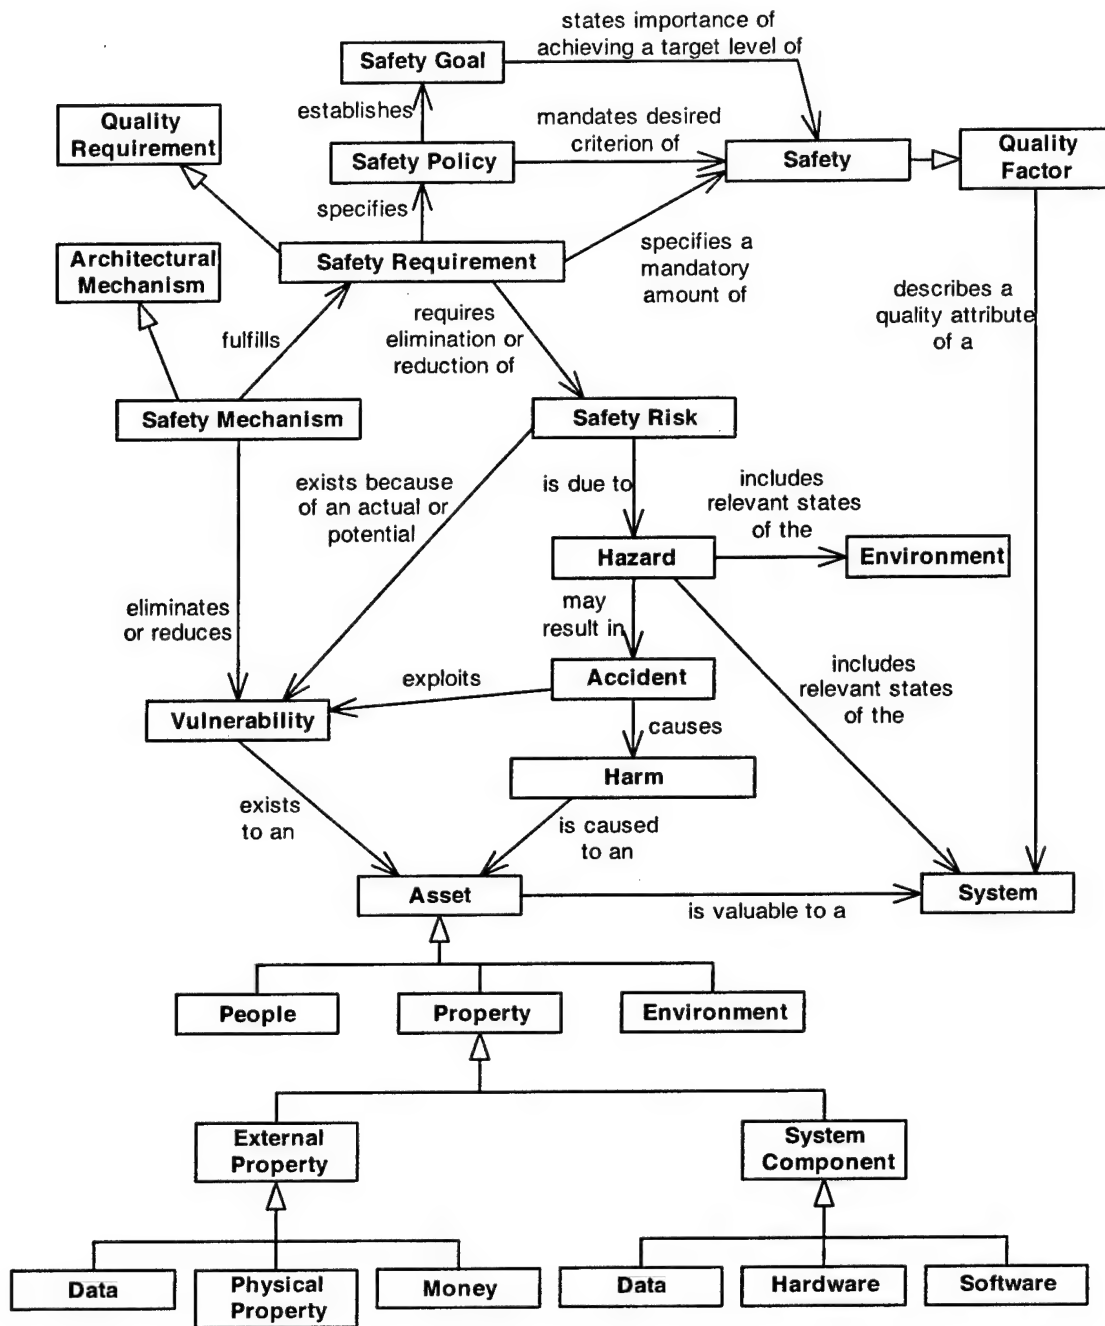 states importance of
achieving a target level of
Safety Goal
establishes
Quality
Requirement
mandates desired
criterion of
Safety Policy
Safety
Quality
Factor
specifies
Architectural
Mechanism
Safety Requirement
specifies a
mandatory
amount of
describes a
quality attribute
of a
requires
elimination or
reduction of
fulfills
Safety Mechanism
Safety Risk
exists because
of an actual or
potential
is due to
includes
relevant states
of the
Hazard
Environment
may
result in
eliminates
or reduces
exploits
Accident
includes
relevant states
of the
Vulnerability
causes
Harm
exists
to an
is caused
to an
Asset
is valuable to a
System
People
Property
Environment
External
Property
System
Component
Data
Physical
Property
Money
Data
Hardware
Software